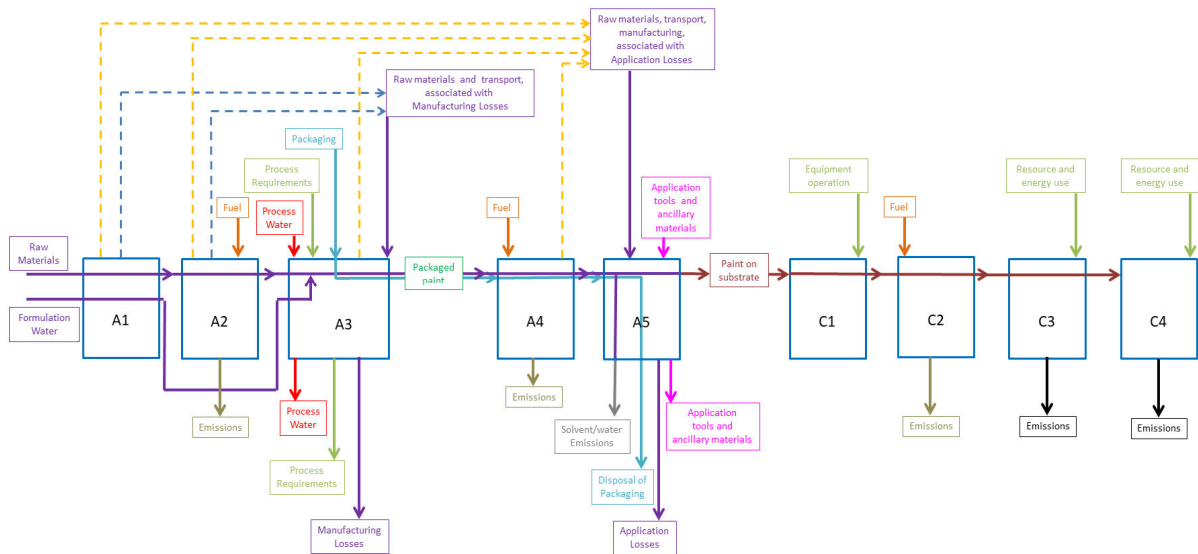 Raw materials, transport,
manufacturing,
associated with
Application Losses
Raw materials and transport,
associated with
Manufacturing Losses
Packaging
Process
Requirements
Equipment
operation
Resource and
energy use
Resource and
energy use
Application
tools and
ancillary
materials
Fuel
Process
Water
Fuel
Fuel
Raw
Materials
Packaged
paint
Paint on
substrate
Formulation
Water
A1
A2
A3
A4
A5
C1
C2
C3
C4
Emissions
Process
Water
Emissions
Solvent/water
Emissions
Application
tools and
ancillary materials
Emissions
Emissions
Emissions
Process
Requirements
Disposal of
Packaging
Manufacturing
Losses
Application
Losses